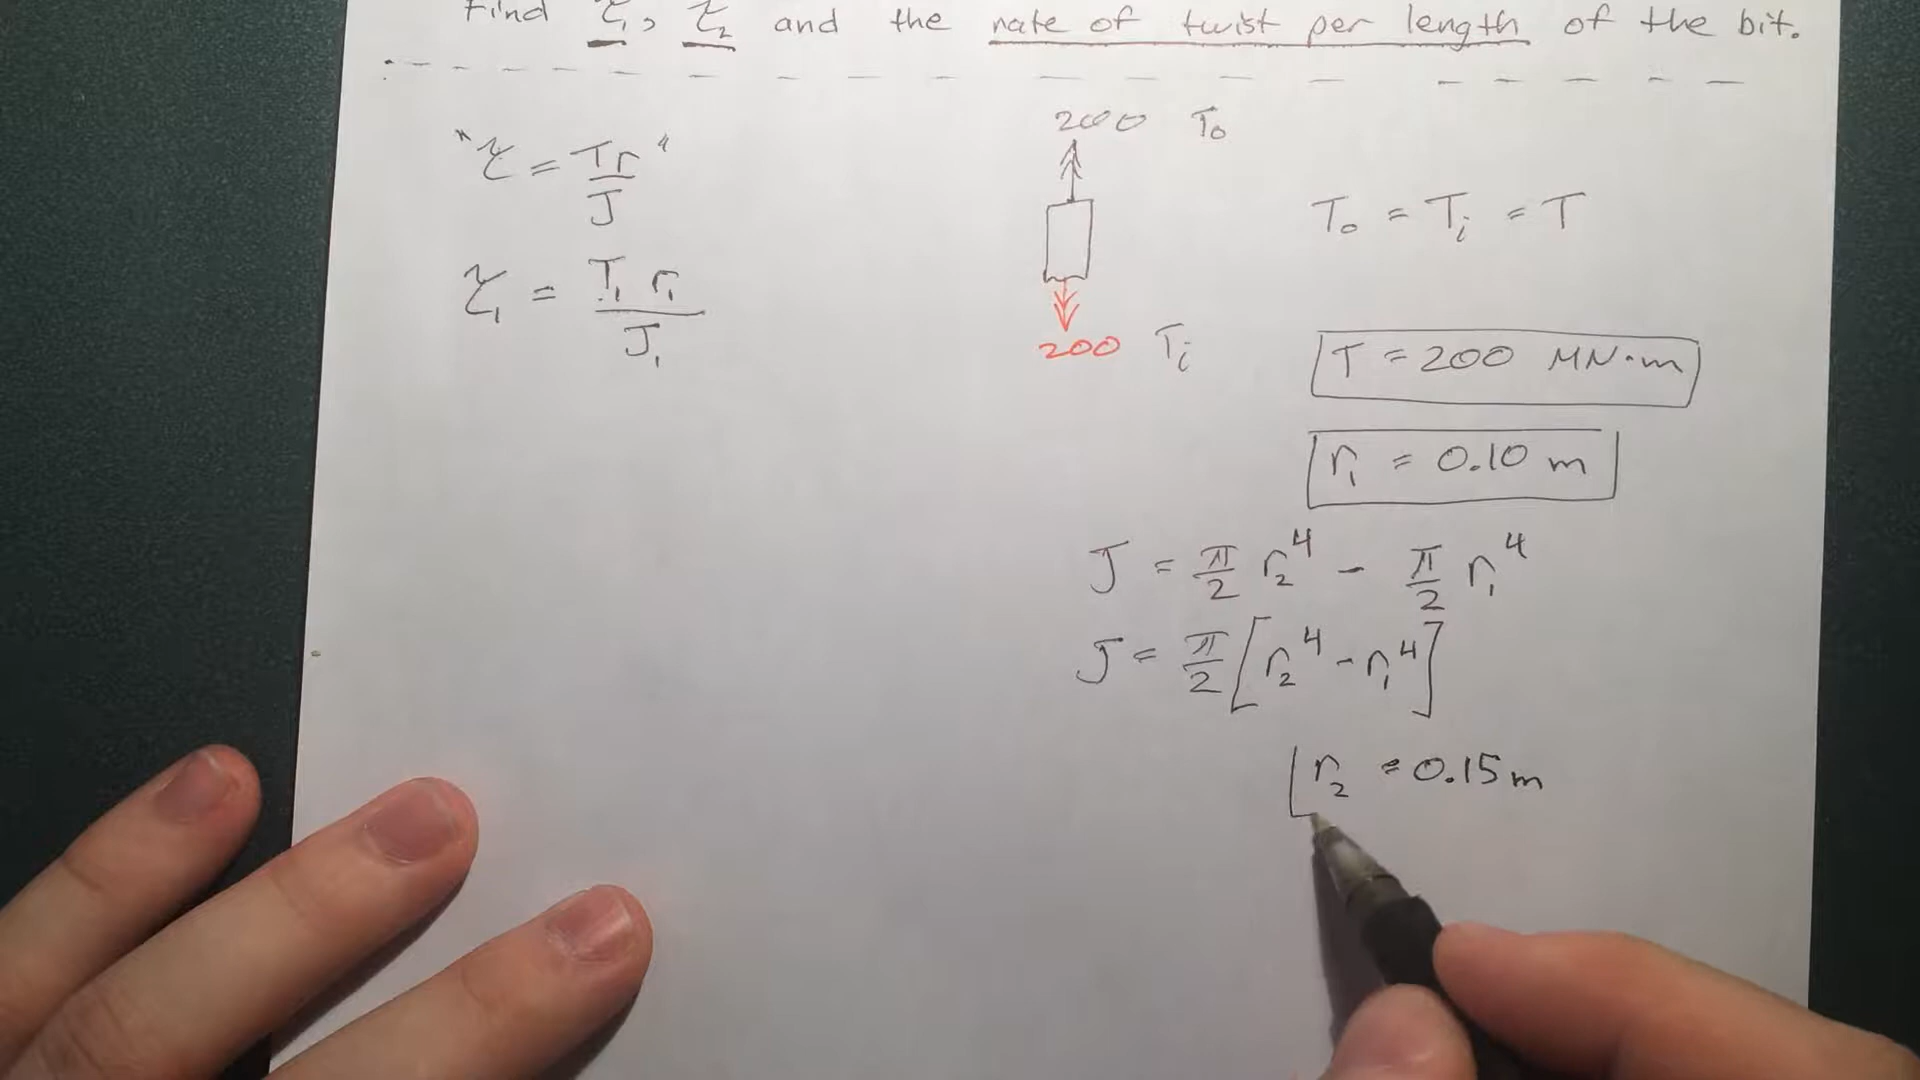 Find τ₁, τ₂ and the rate of twist per length of the bit.
"τ = Tr/J"
τ₁ = T₁ r₁ / J₁
200 T₀
200 Tᵢ
T₀ = Tᵢ = T
T = 200 MN·m
r₁ = 0.10 m
J = π/2 r₂⁴ - π/2 r₁⁴
J = π/2 [r₂⁴ - r₁⁴]
r₂ = 0.15 m